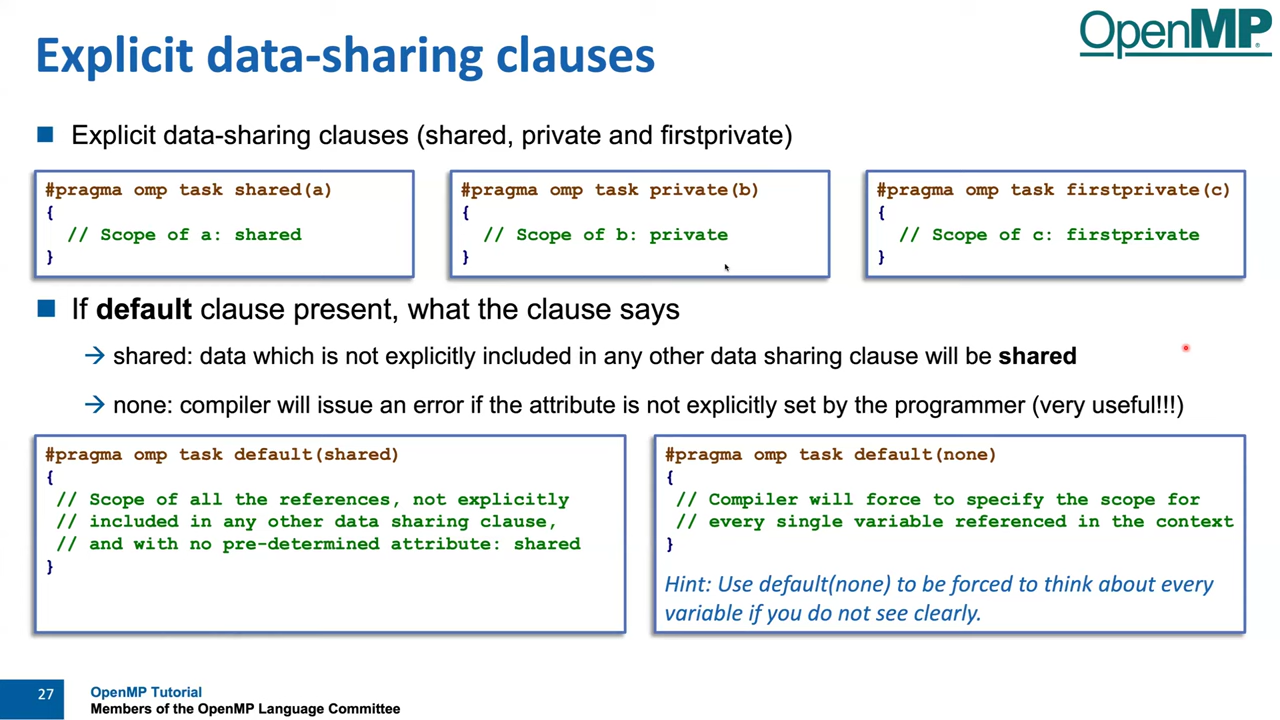 Explicit data-sharing clauses
OpenMP®
■ Explicit data-sharing clauses (shared, private and firstprivate)
#pragma omp task shared(a)
{
// Scope of a: shared
}
#pragma omp task private(b)
{
// Scope of b: private
}
#pragma omp task firstprivate(c)
{
// Scope of c: firstprivate
}
■ If default clause present, what the clause says
→ shared: data which is not explicitly included in any other data sharing clause will be shared
→ none: compiler will issue an error if the attribute is not explicitly set by the programmer (very useful!!!)
#pragma omp task default(shared)
{
// Scope of all the references, not explicitly
// included in any other data sharing clause,
// and with no pre-determined attribute: shared
}
#pragma omp task default(none)
{
// Compiler will force to specify the scope for
// every single variable referenced in the context
}
Hint: Use default(none) to be forced to think about every
variable if you do not see clearly.
27
OpenMP Tutorial
Members of the OpenMP Language Committee